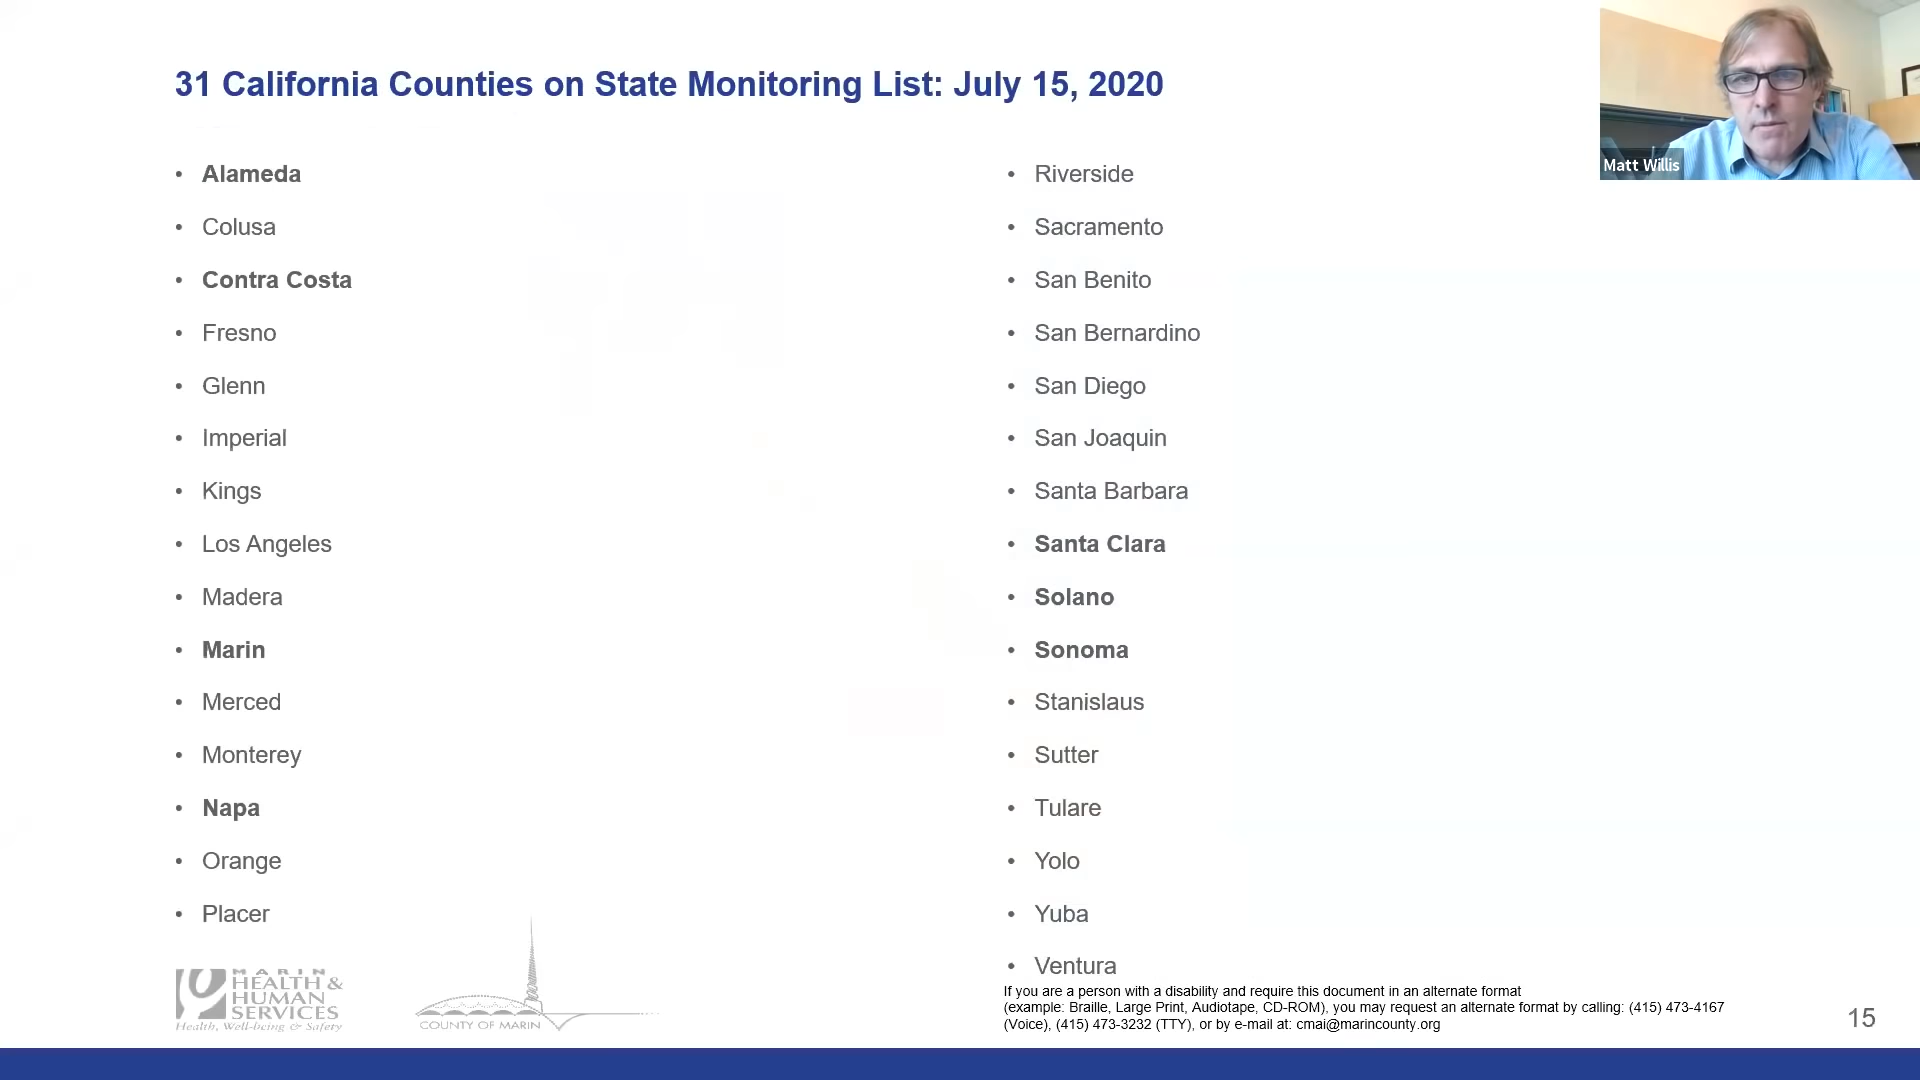 31 California Counties on State Monitoring List: July 15, 2020
Matt Willis
• Alameda
• Colusa
• Contra Costa
• Fresno
• Glenn
• Imperial
• Kings
• Los Angeles
• Madera
• Marin
• Merced
• Monterey
• Napa
• Orange
• Placer
• Riverside
• Sacramento
• San Benito
• San Bernardino
• San Diego
• San Joaquin
• Santa Barbara
• Santa Clara
• Solano
• Sonoma
• Stanislaus
• Sutter
• Tulare
• Yolo
• Yuba
• Ventura
MARIN
HEALTH &
HUMAN
SERVICES
Health, Well-being & Safety
COUNTY OF MARIN
If you are a person with a disability and require this document in an alternate format
(example: Braille, Large Print, Audiotape, CD-ROM), you may request an alternate format by calling: (415) 473-4167
(Voice), (415) 473-3232 (TTY), or by e-mail at: cmai@marincounty.org
15